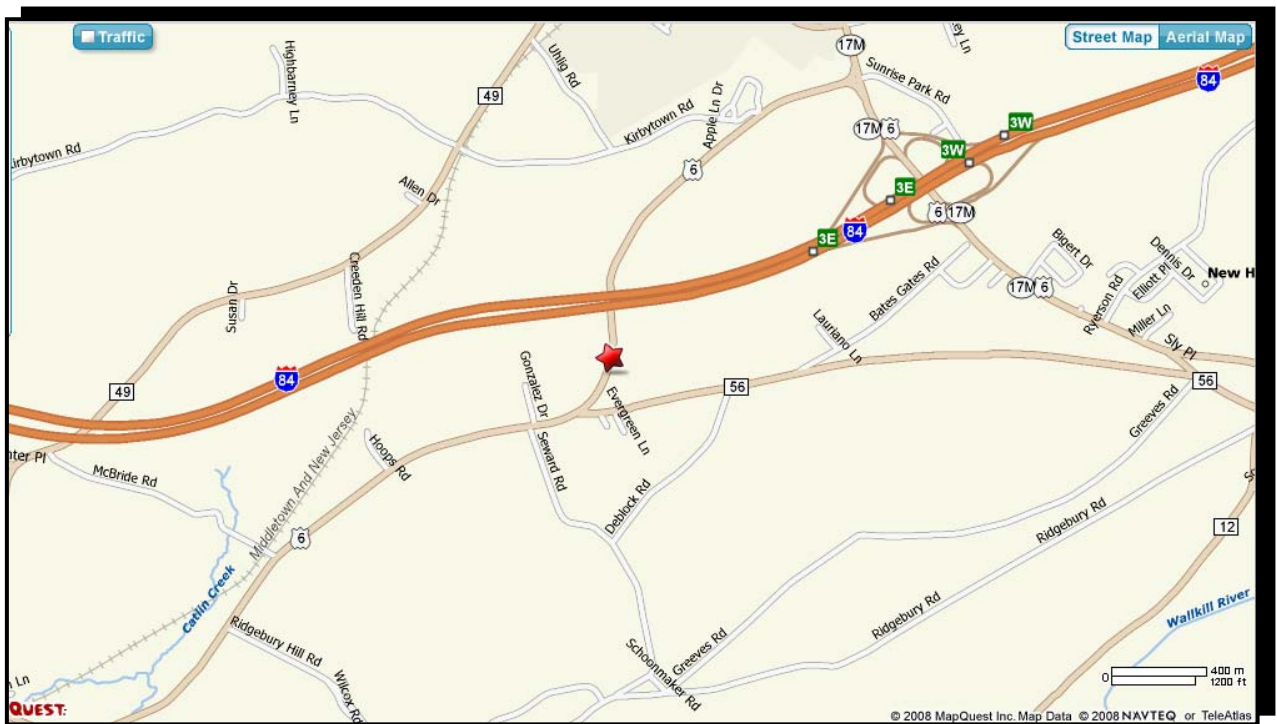 Traffic
Street Map
Aerial Map
17M
ey Ln
84
Highbarney Ln
Uhlig Rd
49
Sunrise Park Rd
Apple Ln Dr
Kirbytown Rd
irbytown Rd
17M 6
3W
3W
6
Allen Dr
3E
6 17M
84
3E
Bigert Dr
Dennis Dr
Elliott Pl
New H
Creeden Hill Rd
Susan Dr
Bates Gates Rd
17M 6
Ryerson Rd
Miller Ln
Lauriano Ln
Sly Pl
Gonzalez Dr
84
49
56
56
Evergreen Ln
Greeves Rd
Hoops Rd
Seward Rd
nter Pl
McBride Rd
Middletown And New Jersey
Deblock Rd
Ridgebury Rd
12
6
Catlin Creek
Wallkill River
Ridgebury Rd
Ridgebury Hill Rd
Greeves Rd
Schoonmaker Rd
Wilcox Rd
n Ln
0
400 m
1200 ft
QUEST
© 2008 MapQuest Inc. Map Data © 2008 NAVTEQ or TeleAtlas